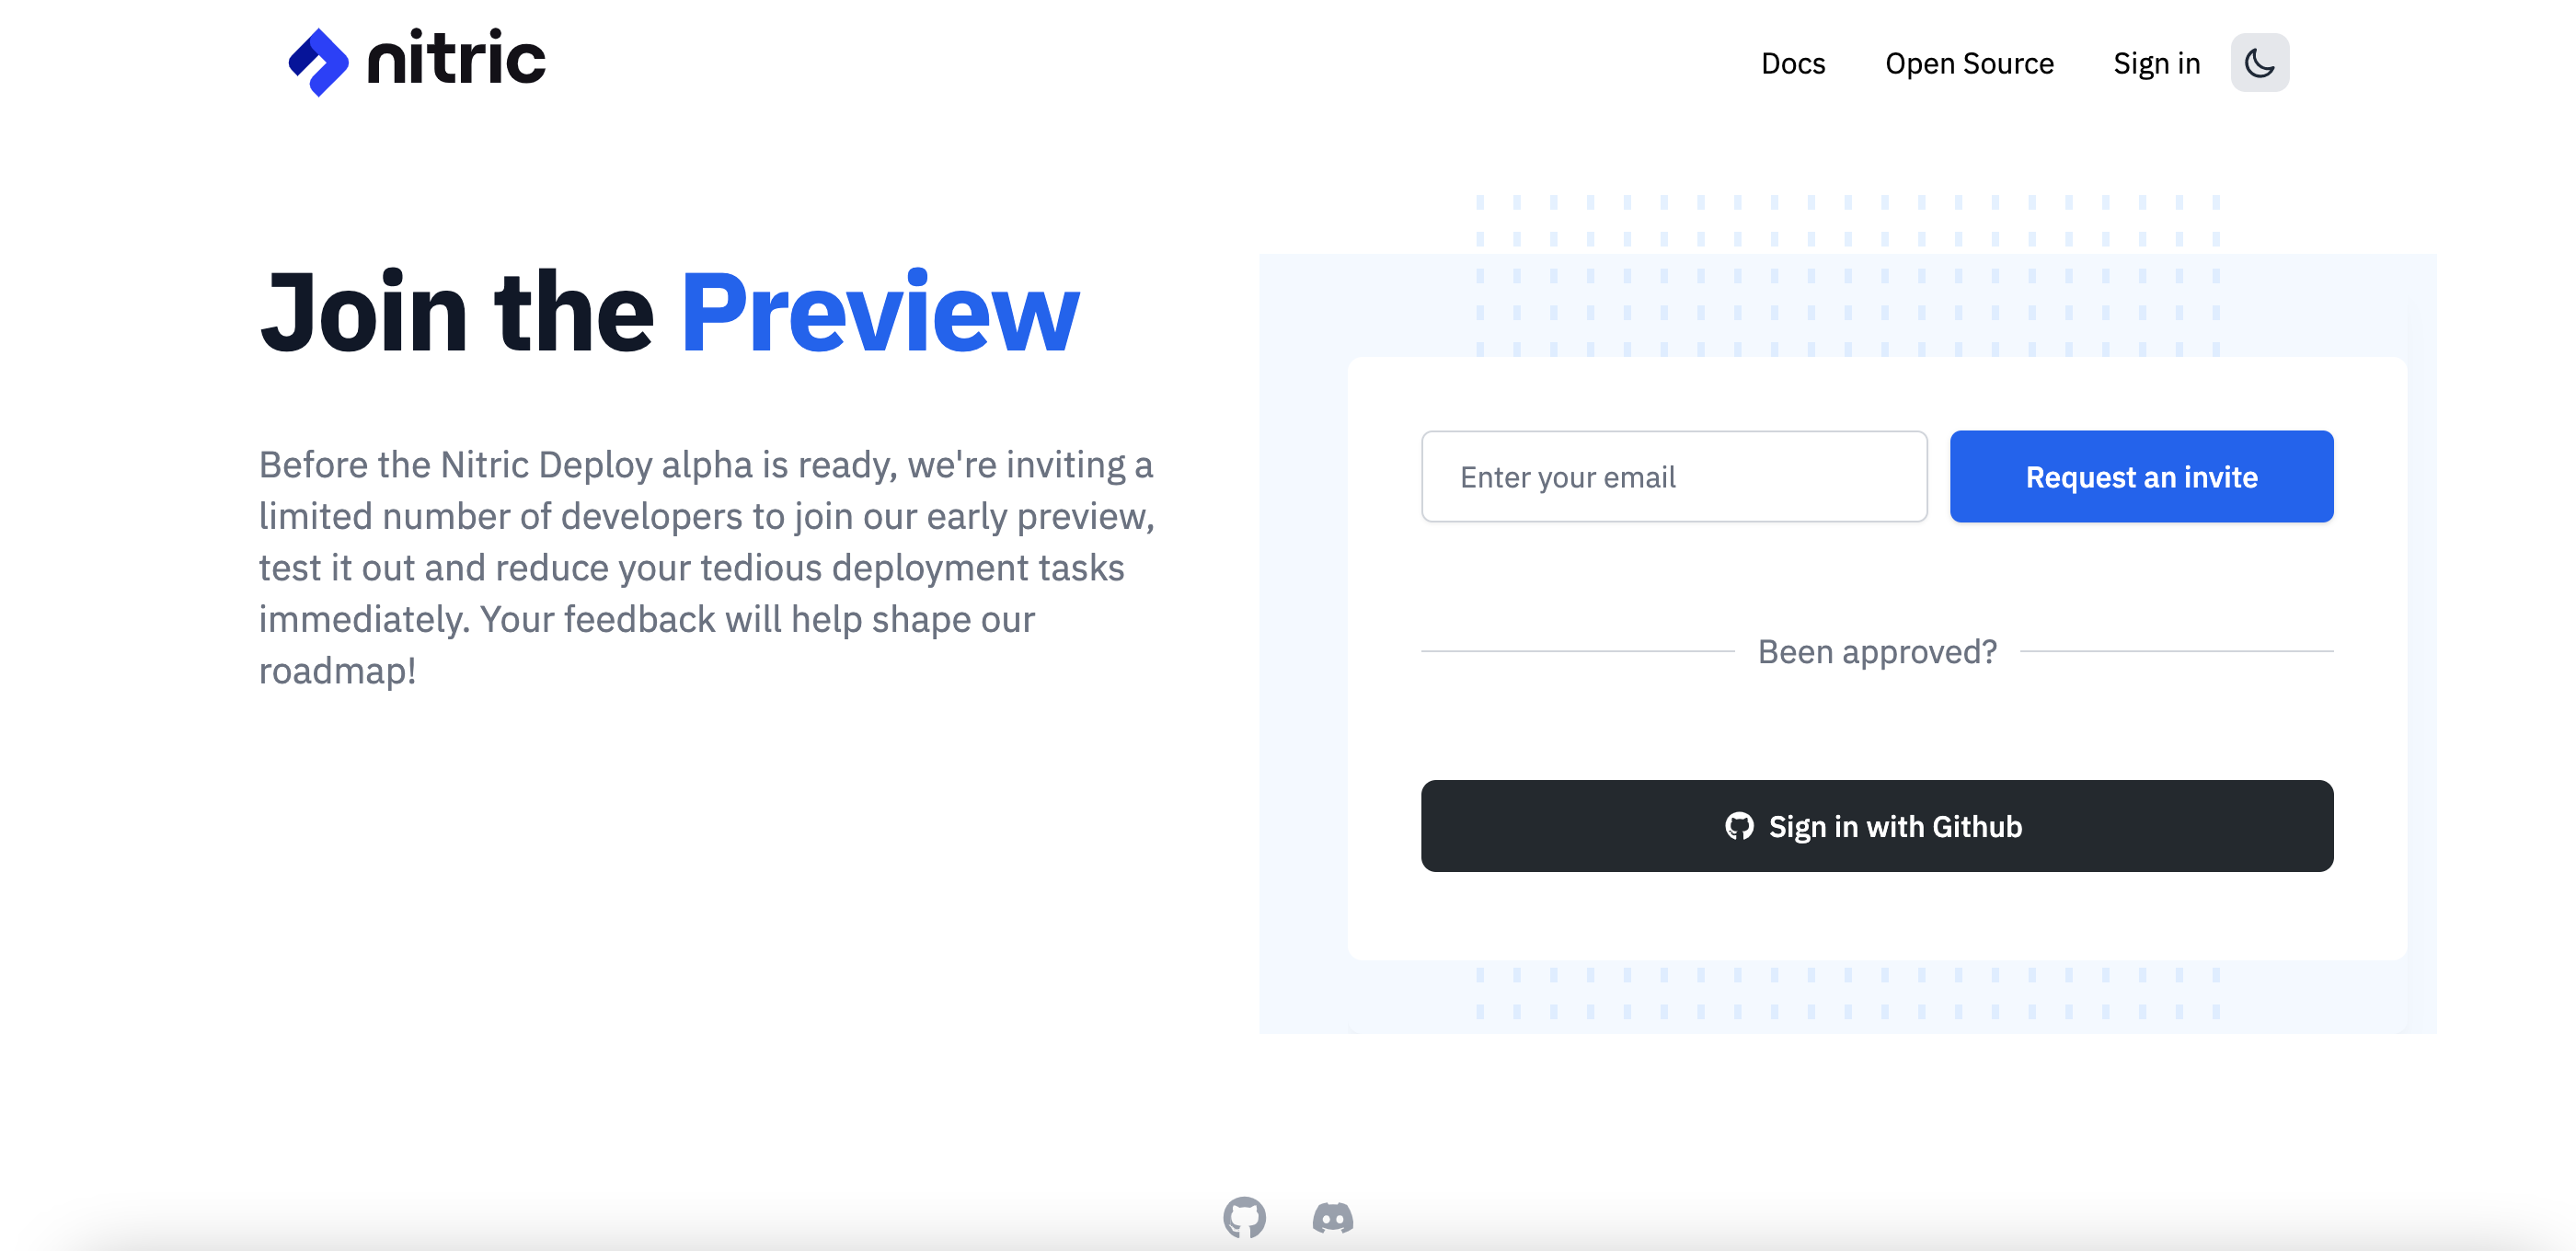 nitric
Docs
Open Source
Sign in
Join the Preview
Before the Nitric Deploy alpha is ready, we're inviting a
limited number of developers to join our early preview,
test it out and reduce your tedious deployment tasks
immediately. Your feedback will help shape our
roadmap!
Enter your email
Request an invite
Been approved?
Sign in with Github